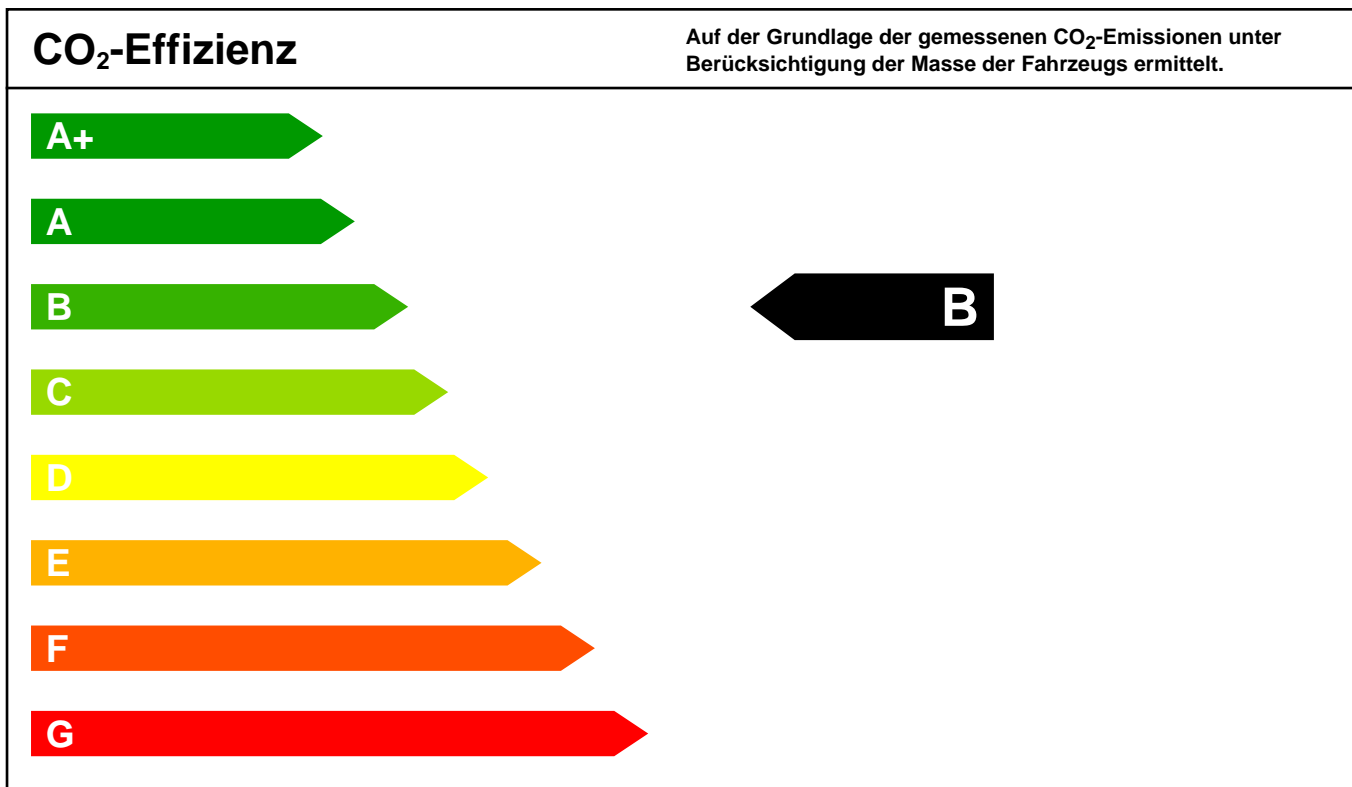 CO₂-Effizienz
Auf der Grundlage der gemessenen CO₂-Emissionen unter
Berücksichtigung der Masse der Fahrzeugs ermittelt.
A+
A
B
B
C
D
E
F
G